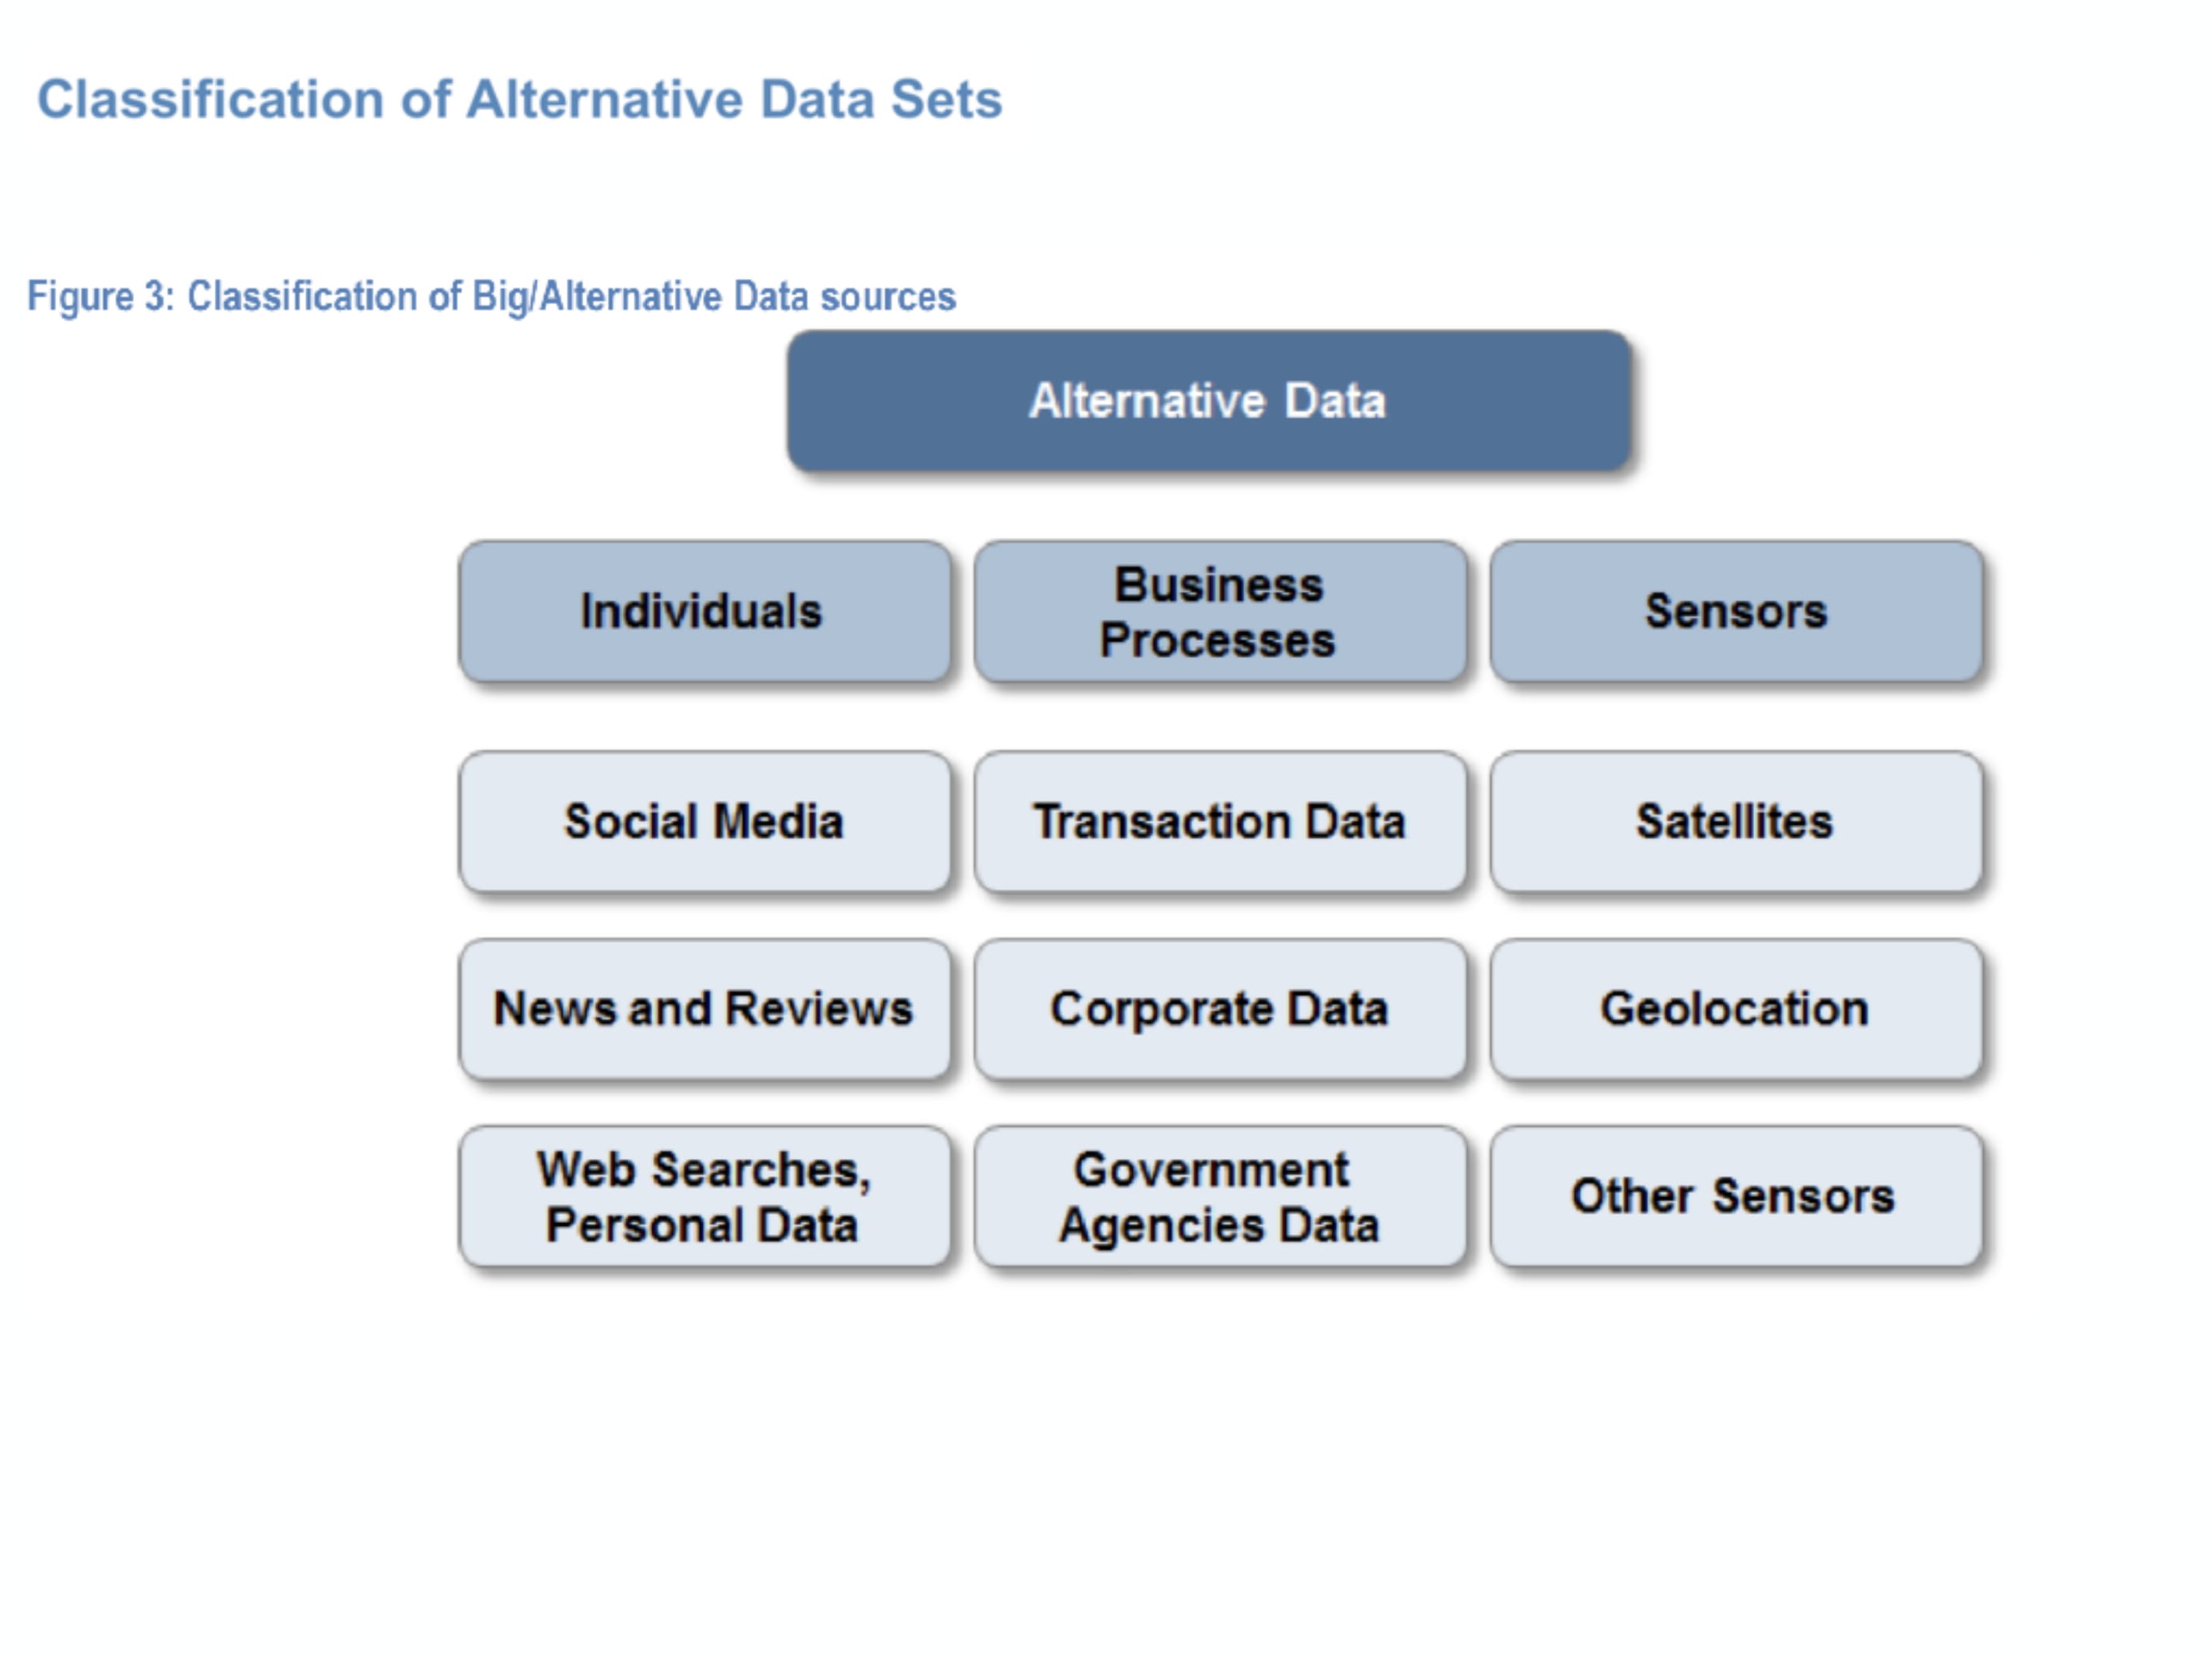 Classification of Alternative Data Sets
Figure 3: Classification of Big/Alternative Data sources
Alternative Data
Individuals
Business
Processes
Sensors
Social Media
Transaction Data
Satellites
News and Reviews
Corporate Data
Geolocation
Web Searches,
Personal Data
Government
Agencies Data
Other Sensors